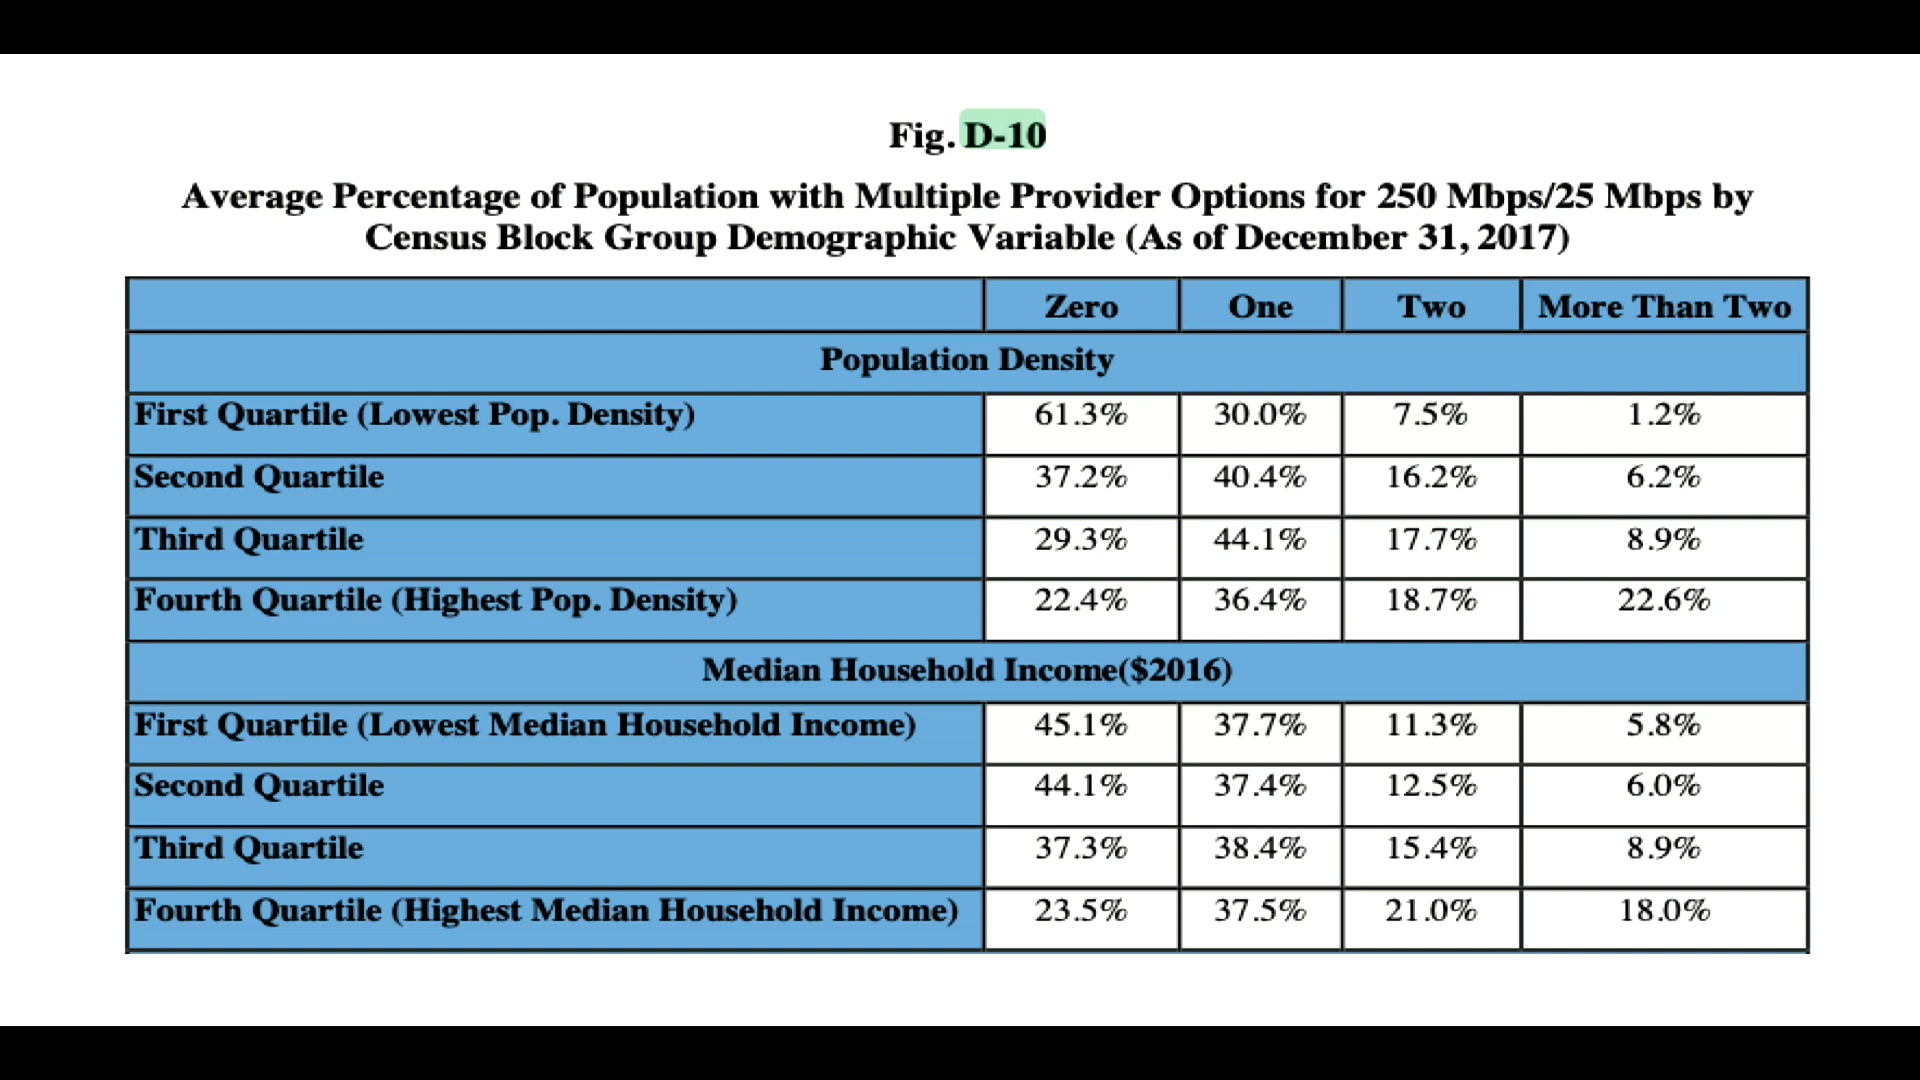 Fig. D-10
Average Percentage of Population with Multiple Provider Options for 250 Mbps/25 Mbps by
Census Block Group Demographic Variable (As of December 31, 2017)
Zero One Two More Than Two
Population Density
First Quartile (Lowest Pop. Density) 61.3% 30.0% 7.5% 1.2%
Second Quartile 37.2% 40.4% 16.2% 6.2%
Third Quartile 29.3% 44.1% 17.7% 8.9%
Fourth Quartile (Highest Pop. Density) 22.4% 36.4% 18.7% 22.6%
Median Household Income($2016)
First Quartile (Lowest Median Household Income) 45.1% 37.7% 11.3% 5.8%
Second Quartile 44.1% 37.4% 12.5% 6.0%
Third Quartile 37.3% 38.4% 15.4% 8.9%
Fourth Quartile (Highest Median Household Income) 23.5% 37.5% 21.0% 18.0%